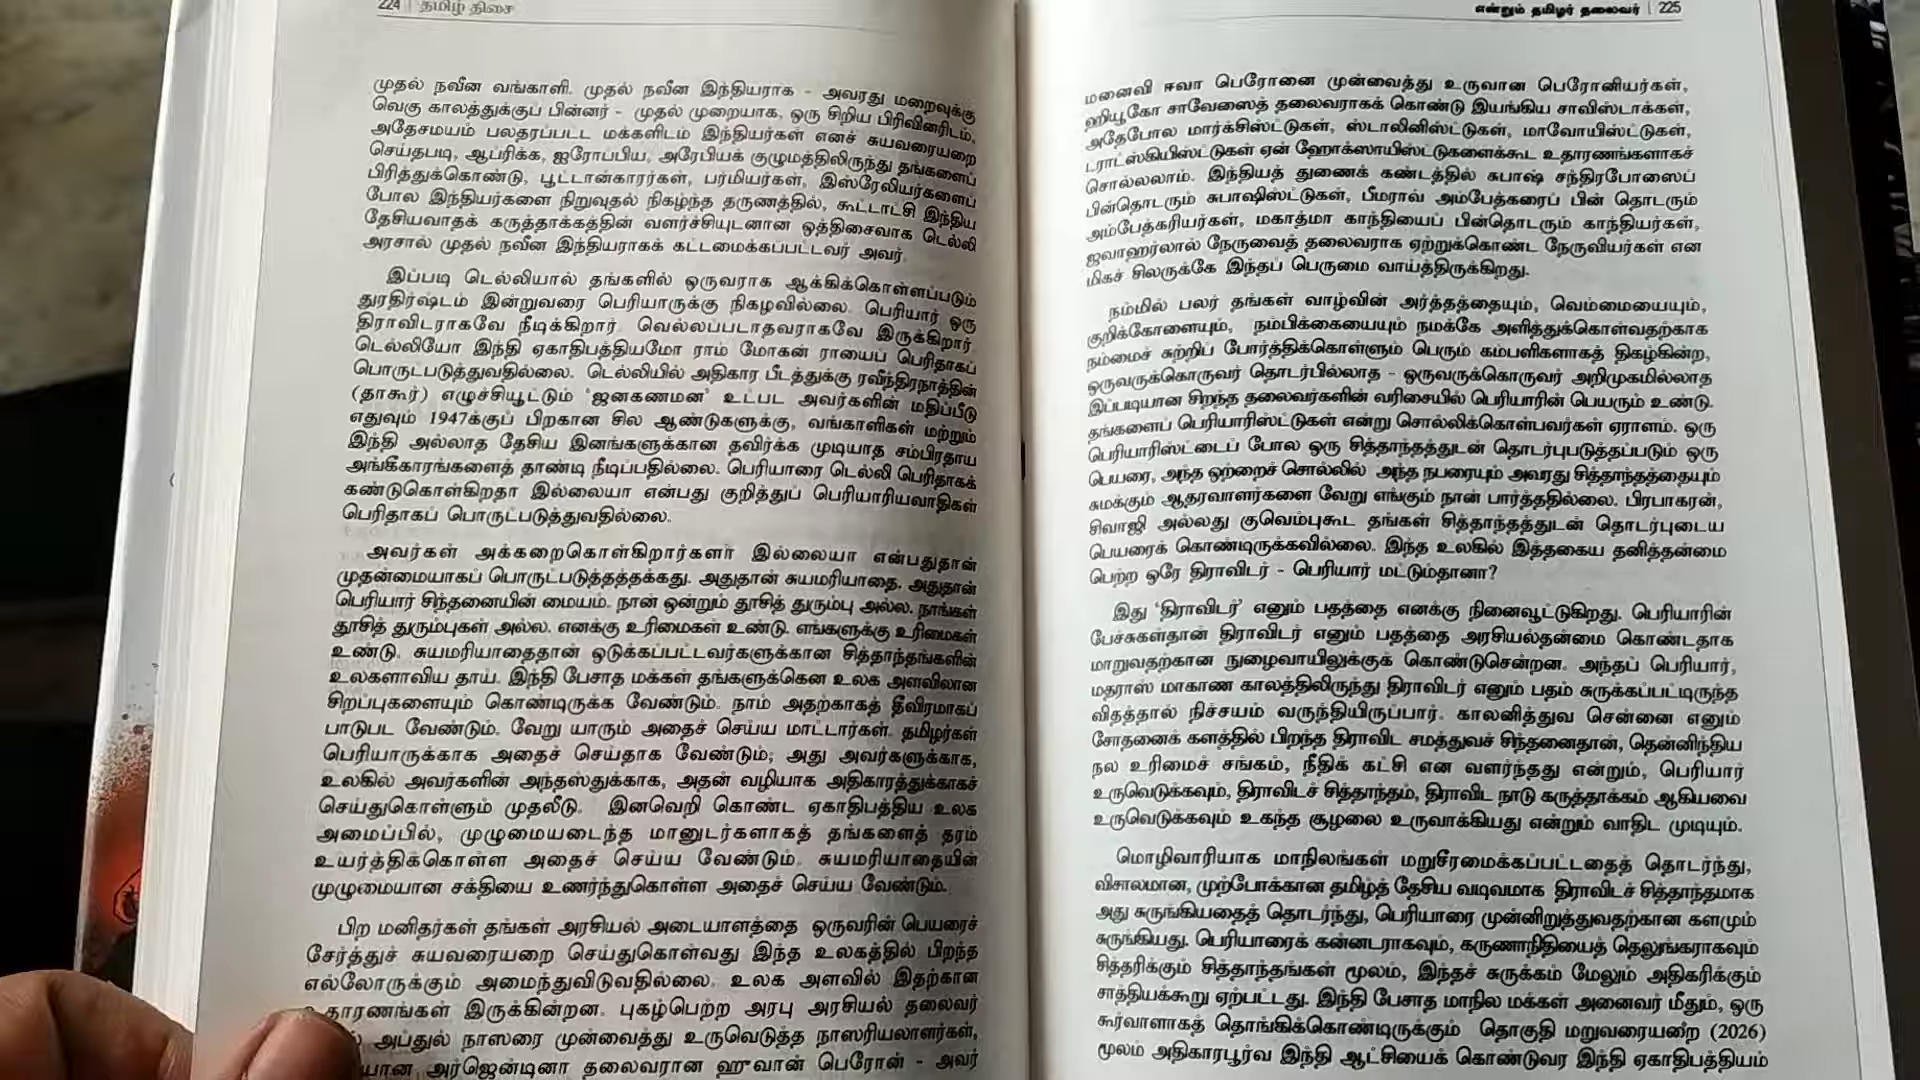 224 | தமிழ் திசை
முதல் நவீன வங்காளி. முதல் நவீன இந்தியராக - அவரது மறைவுக்கு
வெகு காலத்துக்குப் பின்னர் - முதல் முறையாக, ஒரு சிறிய பிரிவினரிடம்,
அதேசமயம் பலதரப்பட்ட மக்களிடம் இந்தியர்கள் எனச் சுயவரையறை
செய்தபடி, ஆப்ரிக்க, ஐரோப்பிய, அரேபியக் குழுமத்திலிருந்து தங்களைப்
பிரித்துக்கொண்டு, பூட்டான்காரர்கள், பர்மியர்கள், இஸ்ரேலியர்களைப்
போல இந்தியர்களை நிறுவுதல் நிகழ்ந்த தருணத்தில், கூட்டாட்சி இந்திய
தேசியவாதக் கருத்தாக்கத்தின் வளர்ச்சியுடனான ஒத்திசைவாக டெல்லி
அரசால் முதல் நவீன இந்தியராகக் கட்டமைக்கப்பட்டவர் அவர்.
இப்படி டெல்லியால் தங்களில் ஒருவராக ஆக்கிக்கொள்ளப்படும்
துரதிர்ஷ்டம் இன்றுவரை பெரியாருக்கு நிகழவில்லை. பெரியார் ஒரு
திராவிடராகவே நீடிக்கிறார். வெல்லப்படாதவராகவே இருக்கிறார்.
டெல்லியோ இந்தி ஏகாதிபத்தியமோ ராம் மோகன் ராயைப் பெரிதாகப்
பொருட்படுத்துவதில்லை. டெல்லியில் அதிகார பீடத்துக்கு ரவீந்திரநாத்தின்
(தாகூர்) எழுச்சியூட்டும் 'ஜனகணமன' உட்பட அவர்களின் மதிப்பீடு
எதுவும் 1947க்குப் பிறகான சில ஆண்டுகளுக்கு, வங்காளிகள் மற்றும்
இந்தி அல்லாத தேசிய இனங்களுக்கான தவிர்க்க முடியாத சம்பிரதாய
அங்கீகாரங்களைத் தாண்டி நீடிப்பதில்லை. பெரியாரை டெல்லி பெரிதாகக்
கண்டுகொள்கிறதா இல்லையா என்பது குறித்துப் பெரியாரியவாதிகள்
பெரிதாகப் பொருட்படுத்துவதில்லை.
அவர்கள் அக்கறைகொள்கிறார்களா இல்லையா என்பதுதான்
முதன்மையாகப் பொருட்படுத்தத்தக்கது. அதுதான் சுயமரியாதை. அதுதான்
பெரியார் சிந்தனையின் மையம். நான் ஒன்றும் தூசித் துரும்பு அல்ல. நாங்கள்
தூசித் துரும்புகள் அல்ல. எனக்கு உரிமைகள் உண்டு. எங்களுக்கு உரிமைகள்
உண்டு. சுயமரியாதைதான் ஒடுக்கப்பட்டவர்களுக்கான சித்தாந்தங்களின்
உலகளாவிய தாய். இந்தி பேசாத மக்கள் தங்களுக்கென உலக அளவிலான
சிறப்புகளையும் கொண்டிருக்க வேண்டும். நாம் அதற்காகத் தீவிரமாகப்
பாடுபட வேண்டும். வேறு யாரும் அதைச் செய்ய மாட்டார்கள். தமிழர்கள்
பெரியாருக்காக அதைச் செய்தாக வேண்டும்; அது அவர்களுக்காக,
உலகில் அவர்களின் அந்தஸ்துக்காக, அதன் வழியாக அதிகாரத்துக்காகச்
செய்துகொள்ளும் முதலீடு. இனவெறி கொண்ட ஏகாதிபத்திய உலக
அமைப்பில், முழுமையடைந்த மானுடர்களாகத் தங்களைத் தரம்
உயர்த்திக்கொள்ள அதைச் செய்ய வேண்டும். சுயமரியாதையின்
முழுமையான சக்தியை உணர்ந்துகொள்ள அதைச் செய்ய வேண்டும்.
பிற மனிதர்கள் தங்கள் அரசியல் அடையாளத்தை ஒருவரின் பெயரைச்
சேர்த்துச் சுயவரையறை செய்துகொள்வது இந்த உலகத்தில் பிறந்த
எல்லோருக்கும் அமைந்துவிடுவதில்லை. உலக அளவில் இதற்கான
இருக்கின்றன. புகழ்பெற்ற அரபு அரசியல் தலைவர்
அப்துல் நாஸரை முன்வைத்து உருவெடுத்த நாஸரியலாளர்கள்,
அர்ஜென்டினா தலைவரான ஹுவான் பெரோன் - அவர்
என்றும் தமிழர் தலைவர் | 225
மனைவி ஈவா பெரோனை முன்வைத்து உருவான பெரோனியர்கள்,
ஹியூகோ சாவேஸைத் தலைவராகக் கொண்டு இயங்கிய சாவிஸ்டாக்கள்,
அதேபோல மார்க்சிஸ்ட்டுகள், ஸ்டாலினிஸ்ட்டுகள், மாவோயிஸ்ட்டுகள்,
ட்ராட்ஸ்கியிஸ்ட்டுகள் ஏன் ஹோக்ஸாயிஸ்ட்டுகளைக்கூட உதாரணங்களாகச்
சொல்லலாம். இந்தியத் துணைக் கண்டத்தில் சுபாஷ் சந்திரபோஸைப்
பின்தொடரும் சுபாஷிஸ்ட்டுகள், பீமராவ் அம்பேத்கரைப் பின் தொடரும்
அம்பேத்கரியர்கள், மகாத்மா காந்தியைப் பின்தொடரும் காந்தியர்கள்,
ஜவாஹர்லால் நேருவைத் தலைவராக ஏற்றுக்கொண்ட நேருவியர்கள் என
மிகச் சிலருக்கே இந்தப் பெருமை வாய்த்திருக்கிறது.
நம்மில் பலர் தங்கள் வாழ்வின் அர்த்தத்தையும், வெம்மையையும்,
குறிக்கோளையும், நம்பிக்கையையும் நமக்கே அளித்துக்கொள்வதற்காக
நம்மைச் சுற்றிப் போர்த்திக்கொள்ளும் பெரும் கம்பளிகளாகத் திகழ்கின்ற,
ஒருவருக்கொருவர் தொடர்பில்லாத - ஒருவருக்கொருவர் அறிமுகமில்லாத
இப்படியான சிறந்த தலைவர்களின் வரிசையில் பெரியாரின் பெயரும் உண்டு.
தங்களைப் பெரியாரிஸ்ட்டுகள் என்று சொல்லிக்கொள்பவர்கள் ஏராளம். ஒரு
பெரியாரிஸ்ட்டைப் போல ஒரு சித்தாந்தத்துடன் தொடர்புபடுத்தப்படும் ஒரு
பெயரை, அந்த ஒற்றைச் சொல்லில் அந்த நபரையும் அவரது சித்தாந்தத்தையும்
சுமக்கும் ஆதரவாளர்களை வேறு எங்கும் நான் பார்த்ததில்லை. பிரபாகரன்,
சிவாஜி அல்லது குவெம்புகூட தங்கள் சித்தாந்தத்துடன் தொடர்புடைய
பெயரைக் கொண்டிருக்கவில்லை. இந்த உலகில் இத்தகைய தனித்தன்மை
பெற்ற ஒரே திராவிடர் - பெரியார் மட்டும்தானா?
இது 'திராவிடர்' எனும் பதத்தை எனக்கு நினைவூட்டுகிறது. பெரியாரின்
பேச்சுகள்தான் திராவிடர் எனும் பதத்தை அரசியல்தன்மை கொண்டதாக
மாறுவதற்கான நுழைவாயிலுக்குக் கொண்டுசென்றன. அந்தப் பெரியார்,
மதராஸ் மாகாண காலத்திலிருந்து திராவிடர் எனும் பதம் சுருக்கப்பட்டிருந்த
விதத்தால் நிச்சயம் வருந்தியிருப்பார். காலனித்துவ சென்னை எனும்
சோதனைக் களத்தில் பிறந்த திராவிட சமத்துவச் சிந்தனைதான், தென்னிந்திய
நல உரிமைச் சங்கம், நீதிக் கட்சி என வளர்ந்தது என்றும், பெரியார்
உருவெடுக்கவும், திராவிடச் சித்தாந்தம், திராவிட நாடு கருத்தாக்கம் ஆகியவை
உருவெடுக்கவும் உகந்த சூழலை உருவாக்கியது என்றும் வாதிட முடியும்.
மொழிவாரியாக மாநிலங்கள் மறுசீரமைக்கப்பட்டதைத் தொடர்ந்து,
விசாலமான, முற்போக்கான தமிழ்த் தேசிய வடிவமாக திராவிடச் சித்தாந்தமாக
அது சுருங்கியதைத் தொடர்ந்து, பெரியாரை முன்னிறுத்துவதற்கான களமும்
சுருங்கியது. பெரியாரைக் கன்னடராகவும், கருணாநிதியைத் தெலுங்கராகவும்
சித்தரிக்கும் சித்தாந்தங்கள் மூலம், இந்தச் சுருக்கம் மேலும் அதிகரிக்கும்
சாத்தியக்கூறு ஏற்பட்டது. இந்தி பேசாத மாநில மக்கள் அனைவர் மீதும், ஒரு
கூர்வாளாகத் தொங்கிக்கொண்டிருக்கும் தொகுதி மறுவரையறை (2026)
மூலம் அதிகாரபூர்வ இந்தி ஆட்சியைக் கொண்டுவர இந்தி ஏகாதிபத்தியம்